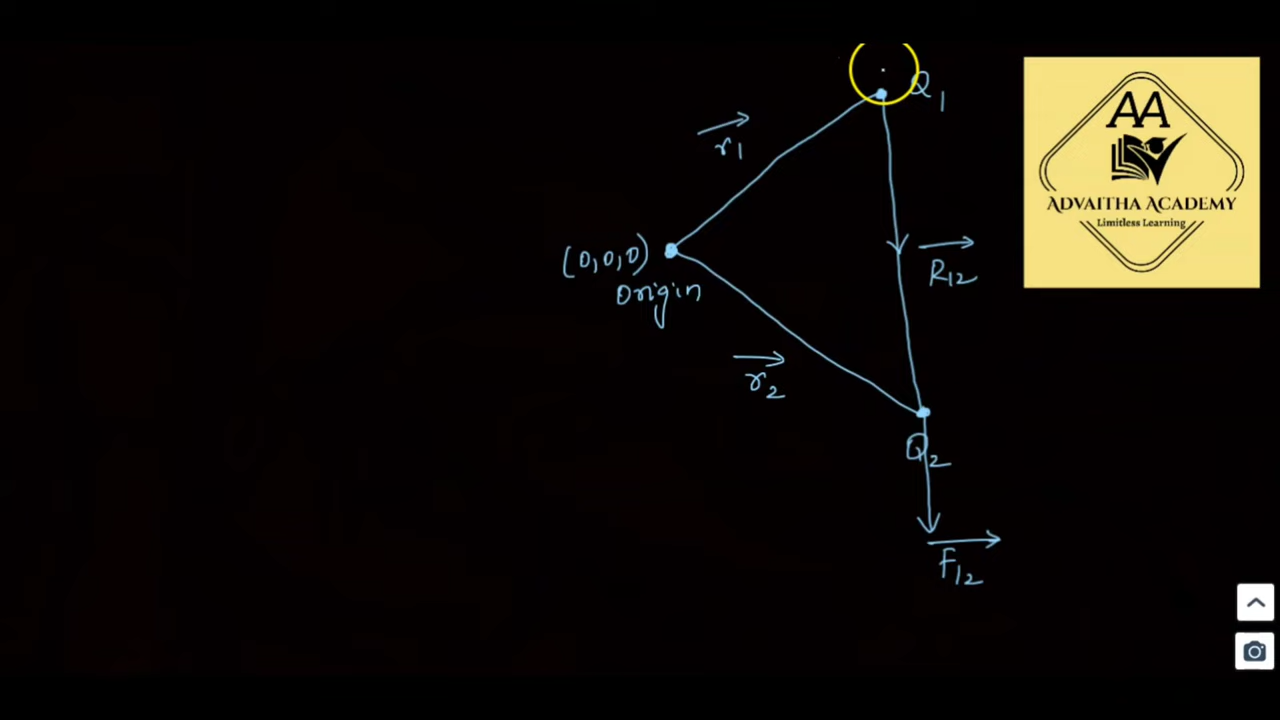 Q1
r1
(0,0,0)
Origin
R12
r2
Q2
F12
AA
ADVAITHA ACADEMY
Limitless Learning